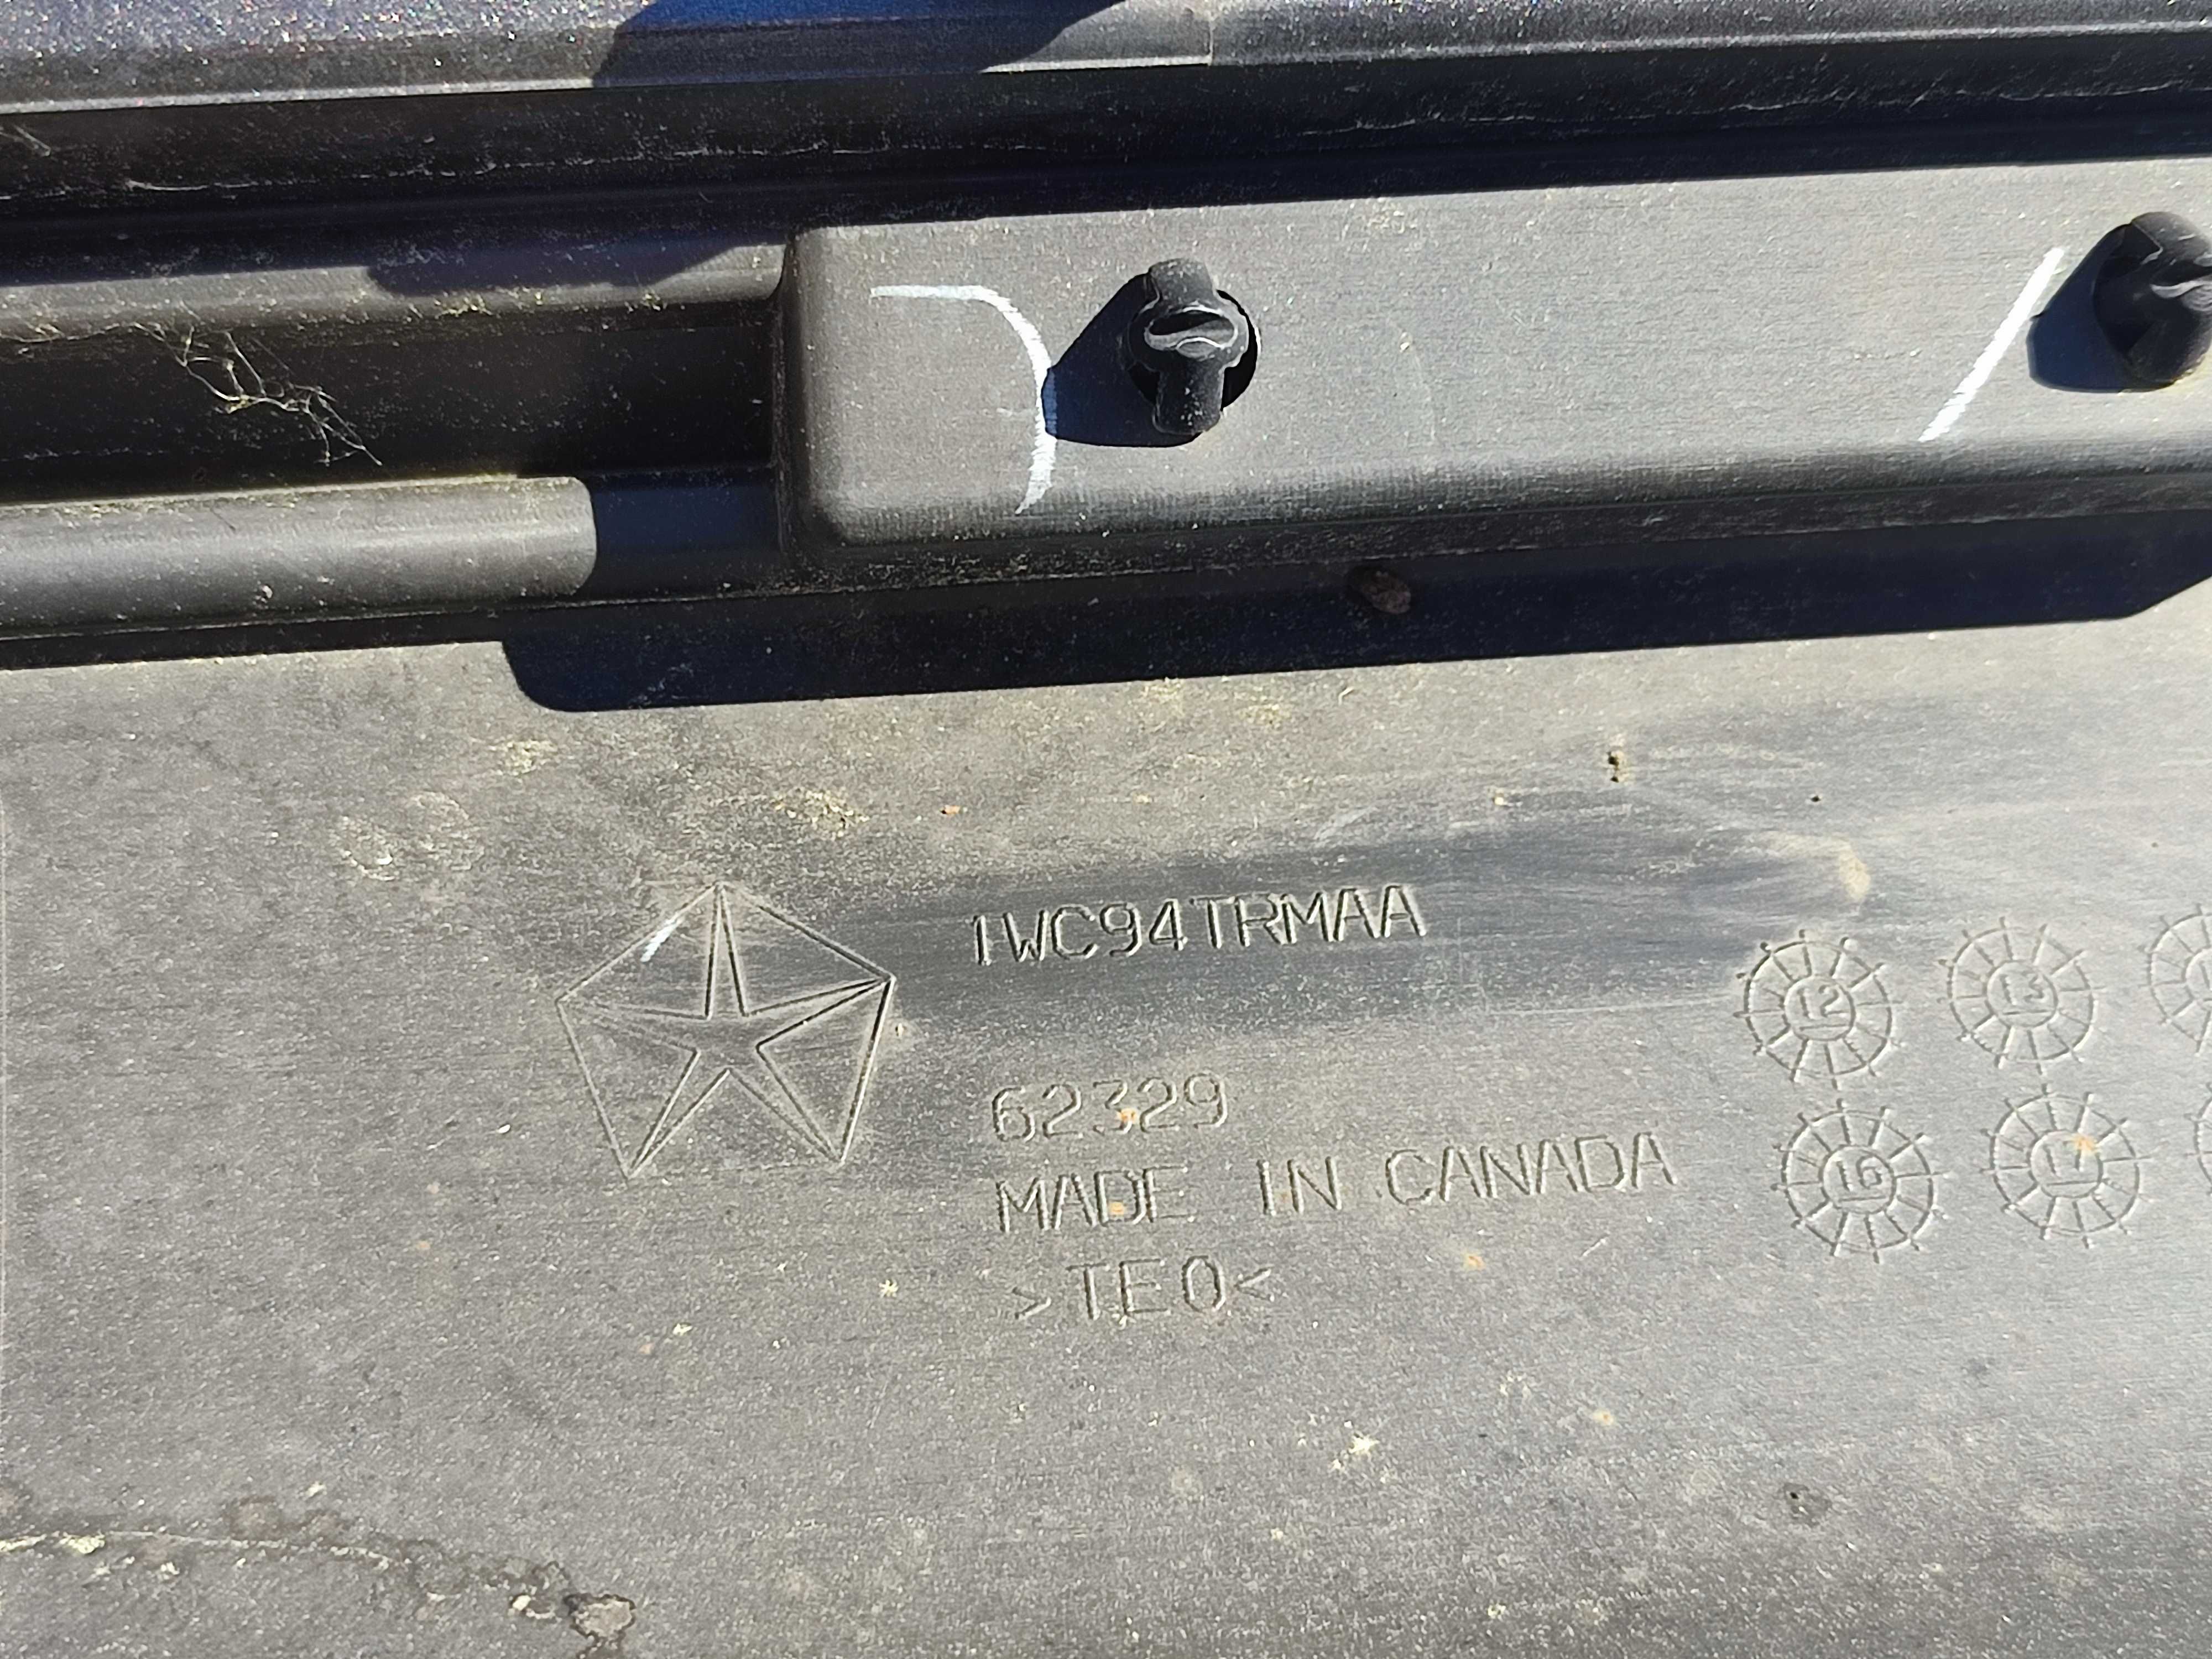 1WC94TRMAA
62329
MADE IN CANADA
>TEO<
12
13
16
17